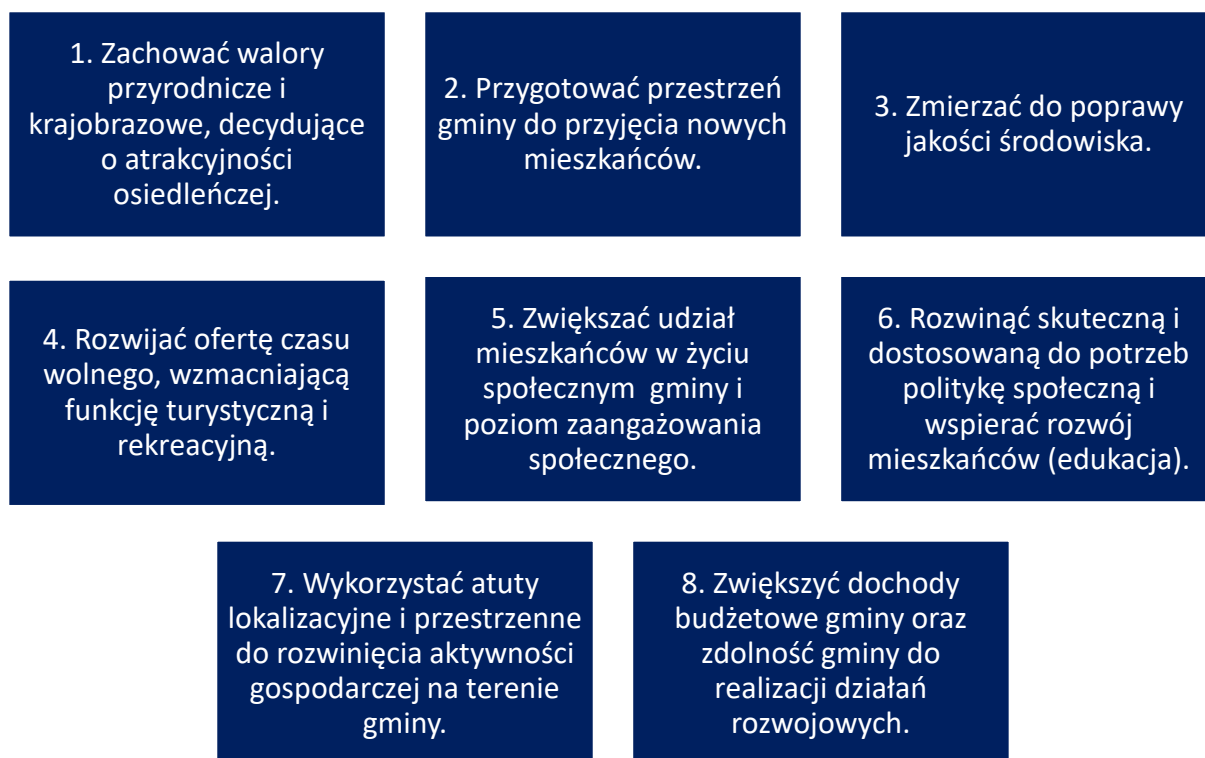 1. Zachować walory
przyrodnicze i
krajobrazowe, decydujące
o atrakcyjności
osiedleńczej.
2. Przygotować przestrzeń
gminy do przyjęcia nowych
mieszkańców.
3. Zmierzać do poprawy
jakości środowiska.
4. Rozwijać ofertę czasu
wolnego, wzmacniającą
funkcję turystyczną i
rekreacyjną.
5. Zwiększać udział
mieszkańców w życiu
społecznym  gminy i
poziom zaangażowania
społecznego.
6. Rozwinąć skuteczną i
dostosowaną do potrzeb
politykę społeczną i
wspierać rozwój
mieszkańców (edukacja).
7. Wykorzystać atuty
lokalizacyjne i przestrzenne
do rozwinięcia aktywności
gospodarczej na terenie
gminy.
8. Zwiększyć dochody
budżetowe gminy oraz
zdolność gminy do
realizacji działań
rozwojowych.